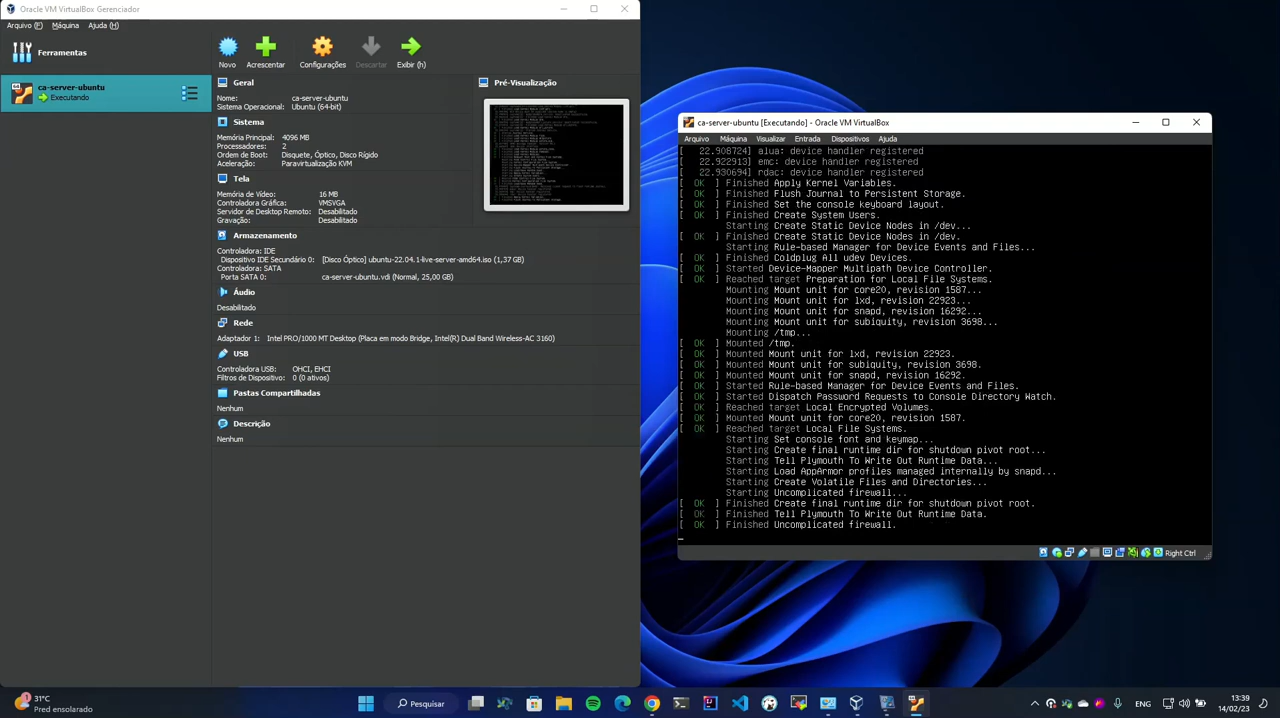 Oracle VM VirtualBox Gerenciador
Arquivo (F) Máquina Ajuda (H)
Ferramentas
ca-server-ubuntu
Executando
Novo Acrescentar Configurações Descartar Exibir (h)
Geral
Nome: ca-server-ubuntu
Sistema Operacional: Ubuntu (64-bit)
Sistema
Memória Principal: 4096 MB
Processadores: 2
Ordem de Boot: Disquete, Óptico, Disco Rígido
Aceleração: Paravirtualização KVM
Tela
Memória de Vídeo: 16 MB
Controladora Gráfica: VMSVGA
Servidor de Desktop Remoto: Desabilitado
Gravação: Desabilitado
Armazenamento
Controladora: IDE
Dispositivo IDE Secundário 0: [Disco Óptico] ubuntu-22.04.1-live-server-amd64.iso (1,37 GB)
Controladora: SATA
Porta SATA 0: ca-server-ubuntu.vdi (Normal, 25,00 GB)
Áudio
Desabilitado
Rede
Adaptador 1: Intel PRO/1000 MT Desktop (Placa em modo Bridge, Intel(R) Dual Band Wireless-AC 3160)
USB
Controladora USB: OHCI, EHCI
Filtros de Dispositivo: 0 (0 ativos)
Pastas Compartilhadas
Nenhum
Descrição
Nenhum
Pré-Visualização
ca-server-ubuntu [Executando] - Oracle VM VirtualBox
Arquivo Máquina Visualizar Entrada Dispositivos Ajuda
[ 22.908724] alua: device handler registered
[ 22.922913] emc: device handler registered
[ 22.930694] rdac: device handler registered
[ OK ] Finished Apply Kernel Variables.
[ OK ] Finished Flush Journal to Persistent Storage.
[ OK ] Finished Set the console keyboard layout.
[ OK ] Finished Create System Users.
Starting Create Static Device Nodes in /dev...
[ OK ] Finished Create Static Device Nodes in /dev.
Starting Rule-based Manager for Device Events and Files...
[ OK ] Finished Coldplug All udev Devices.
[ OK ] Started Device-Mapper Multipath Device Controller.
[ OK ] Reached target Preparation for Local File Systems.
Mounting Mount unit for core20, revision 1587...
Mounting Mount unit for lxd, revision 22923...
Mounting Mount unit for snapd, revision 16292...
Mounting Mount unit for subiquity, revision 3698...
Mounting /tmp...
[ OK ] Mounted /tmp.
[ OK ] Mounted Mount unit for lxd, revision 22923.
[ OK ] Mounted Mount unit for subiquity, revision 3698.
[ OK ] Mounted Mount unit for snapd, revision 16292.
[ OK ] Started Rule-based Manager for Device Events and Files.
[ OK ] Started Dispatch Password Requests to Console Directory Watch.
[ OK ] Reached target Local Encrypted Volumes.
[ OK ] Mounted Mount unit for core20, revision 1587.
[ OK ] Reached target Local File Systems.
Starting Set console font and keymap...
Starting Create final runtime dir for shutdown pivot root...
Starting Tell Plymouth To Write Out Runtime Data...
Starting Load AppArmor profiles managed internally by snapd...
Starting Create Volatile Files and Directories...
Starting Uncomplicated firewall...
[ OK ] Finished Create final runtime dir for shutdown pivot root.
[ OK ] Finished Tell Plymouth To Write Out Runtime Data.
[ OK ] Finished Uncomplicated firewall.
Right Ctrl
31°C
Pred ensolarado
Pesquisar
ENG
13:39
14/02/23